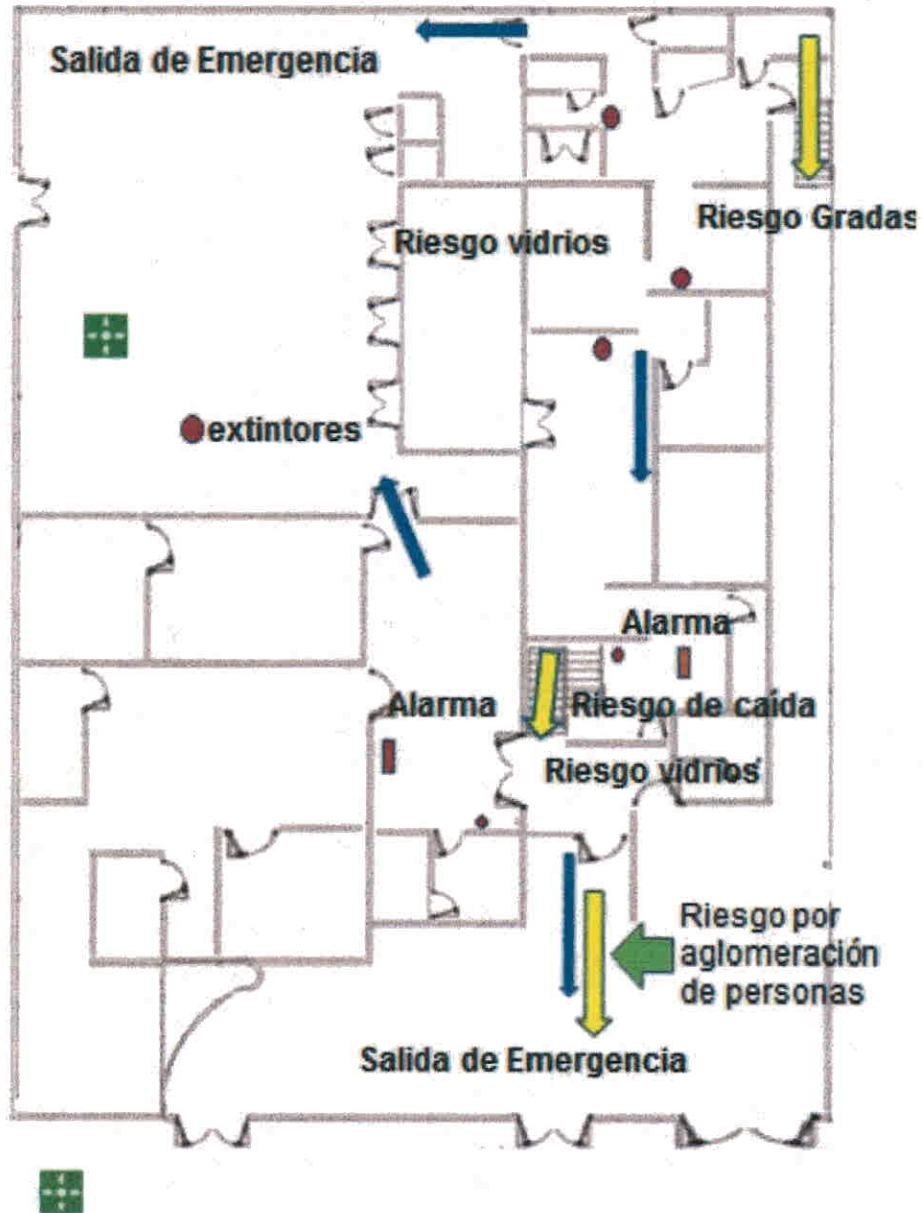 Salida de Emergencia
Riesgo Gradas
Riesgo vidrios
extintores
Alarma
Alarma
Riesgo de caída
Riesgo vidrios
Riesgo por
aglomeración
de personas
Salida de Emergencia